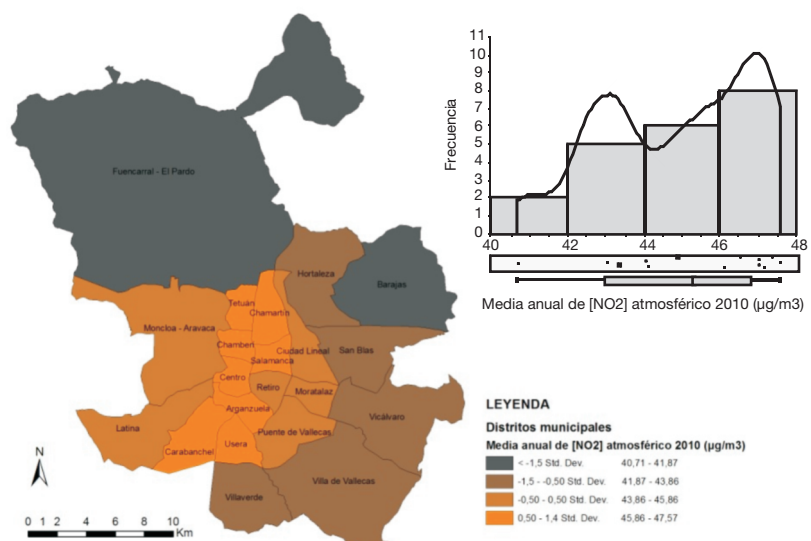 11
10
9
8
7
6
5
4
3
2
1
0
Frecuencia
40 42 44 46 48
Media anual de [NO2] atmosférico 2010 (µg/m3)
Fuencarral - El Pardo
Hortaleza
Barajas
Tetuán
Chamartín
Moncloa - Aravaca
Chamberí
Ciudad Lineal
San Blas
Salamanca
Centro
Retiro
Moratalaz
Arganzuela
Vicálvaro
Latina
Puente de Vallecas
Carabanchel
Usera
Villa de Vallecas
Villaverde
N
0 1 2 4 6 8 10
Km
LEYENDA
Distritos municipales
Media anual de [NO2] atmosférico 2010 (µg/m3)
< -1,5 Std. Dev. 40,71 - 41,87
-1,5 - -0,50 Std. Dev. 41,87 - 43,86
-0,50 - 0,50 Std. Dev. 43,86 - 45,86
0,50 - 1.4 Std. Dev. 45,86 - 47,57